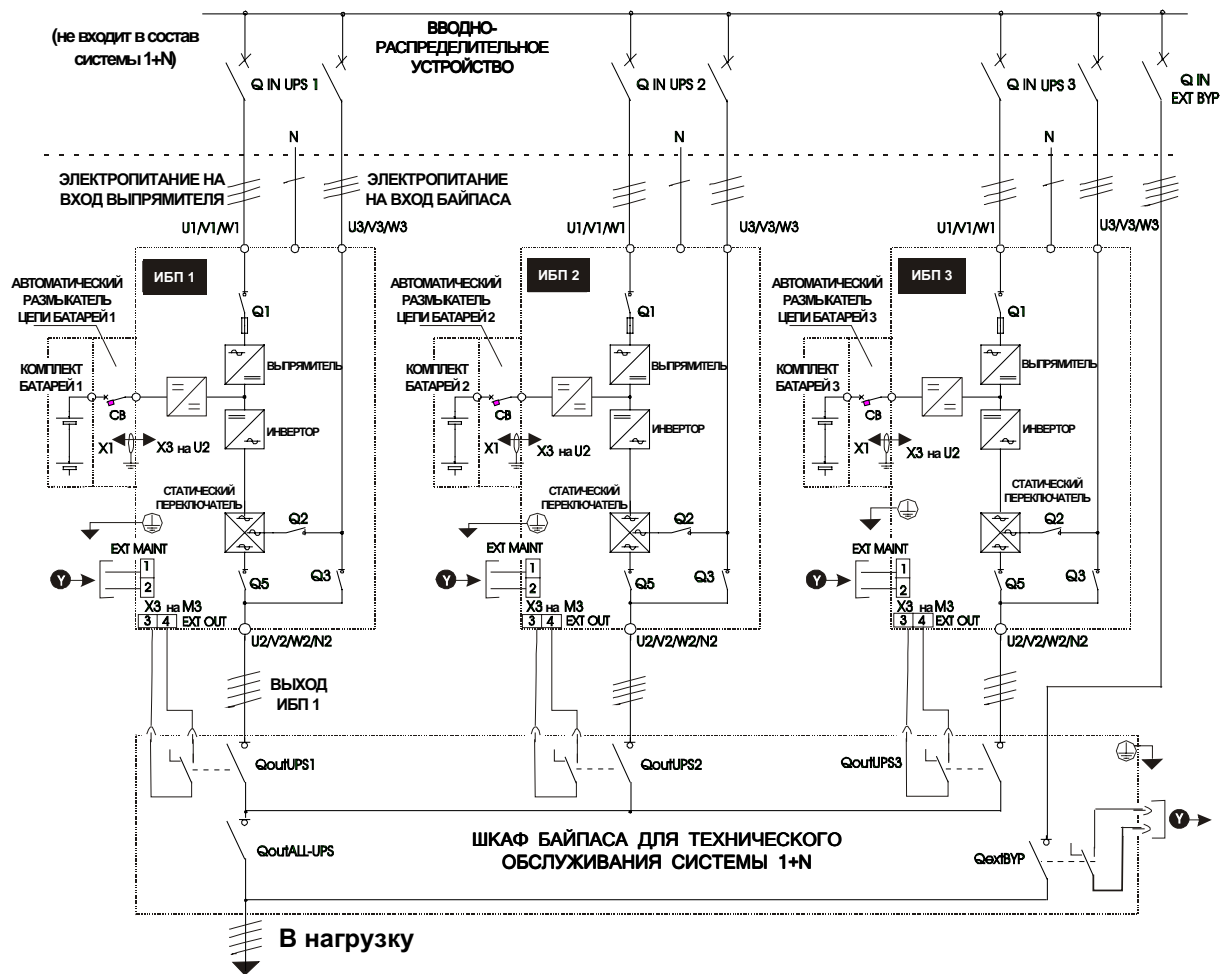 (не входит в состав
системы 1+N)
ВВОДНО-
РАСПРЕДЕЛИТЕЛЬНОЕ
УСТРОЙСТВО
Q IN UPS 1
Q IN UPS 2
Q IN UPS 3
Q IN
EXT BYP
N
N
N
ЭЛЕКТРОПИТАНИЕ НА
ВХОД ВЫПРЯМИТЕЛЯ
ЭЛЕКТРОПИТАНИЕ
НА ВХОД БАЙПАСА
U1/V1/W1
U3/V3/W3
U1/V1/W1
U3/V3/W3
U1/V1/W1
U3/V3/W3
ИБП 1
ИБП 2
ИБП 3
АВТОМАТИЧЕСКИЙ
РАЗМЫКАТЕЛЬ
ЦЕПИ БАТАРЕЙ 1
АВТОМАТИЧЕСКИЙ
РАЗМЫКАТЕЛЬ
ЦЕПИ БАТАРЕЙ 2
АВТОМАТИЧЕСКИЙ
РАЗМЫКАТЕЛЬ
ЦЕПИ БАТАРЕЙ 3
Q1
Q1
Q1
КОМПЛЕКТ
БАТАРЕЙ 1
КОМПЛЕКТ
БАТАРЕЙ 2
КОМПЛЕКТ
БАТАРЕЙ 3
ВЫПРЯМИТЕЛЬ
ВЫПРЯМИТЕЛЬ
ВЫПРЯМИТЕЛЬ
CB
CB
CB
ИНВЕРТОР
ИНВЕРТОР
ИНВЕРТОР
X1
X3 на U2
X1
X3 на U2
X1
X3 на U2
СТАТИЧЕСКИЙ
ПЕРЕКЛЮЧАТЕЛЬ
СТАТИЧЕСКИЙ
ПЕРЕКЛЮЧАТЕЛЬ
СТАТИЧЕСКИЙ
ПЕРЕКЛЮЧАТЕЛЬ
Q2
Q2
Q2
EXT MAINT
EXT MAINT
EXT MAINT
Y
1
2
Q5
Q3
Y
1
2
Q5
Q3
Y
1
2
Q5
Q3
X3 на M3
X3 на M3
X3 на M3
3 4 EXT OUT
3 4 EXT OUT
3 4 EXT OUT
U2/V2/W2/N2
U2/V2/W2/N2
U2/V2/W2/N2
ВЫХОД
ИБП 1
QoutUPS1
QoutUPS2
QoutUPS3
Y
QoutALL-UPS
ШКАФ БАЙПАСА ДЛЯ ТЕХНИЧЕСКОГО
ОБСЛУЖИВАНИЯ СИСТЕМЫ 1+N
QextBYP
В нагрузку